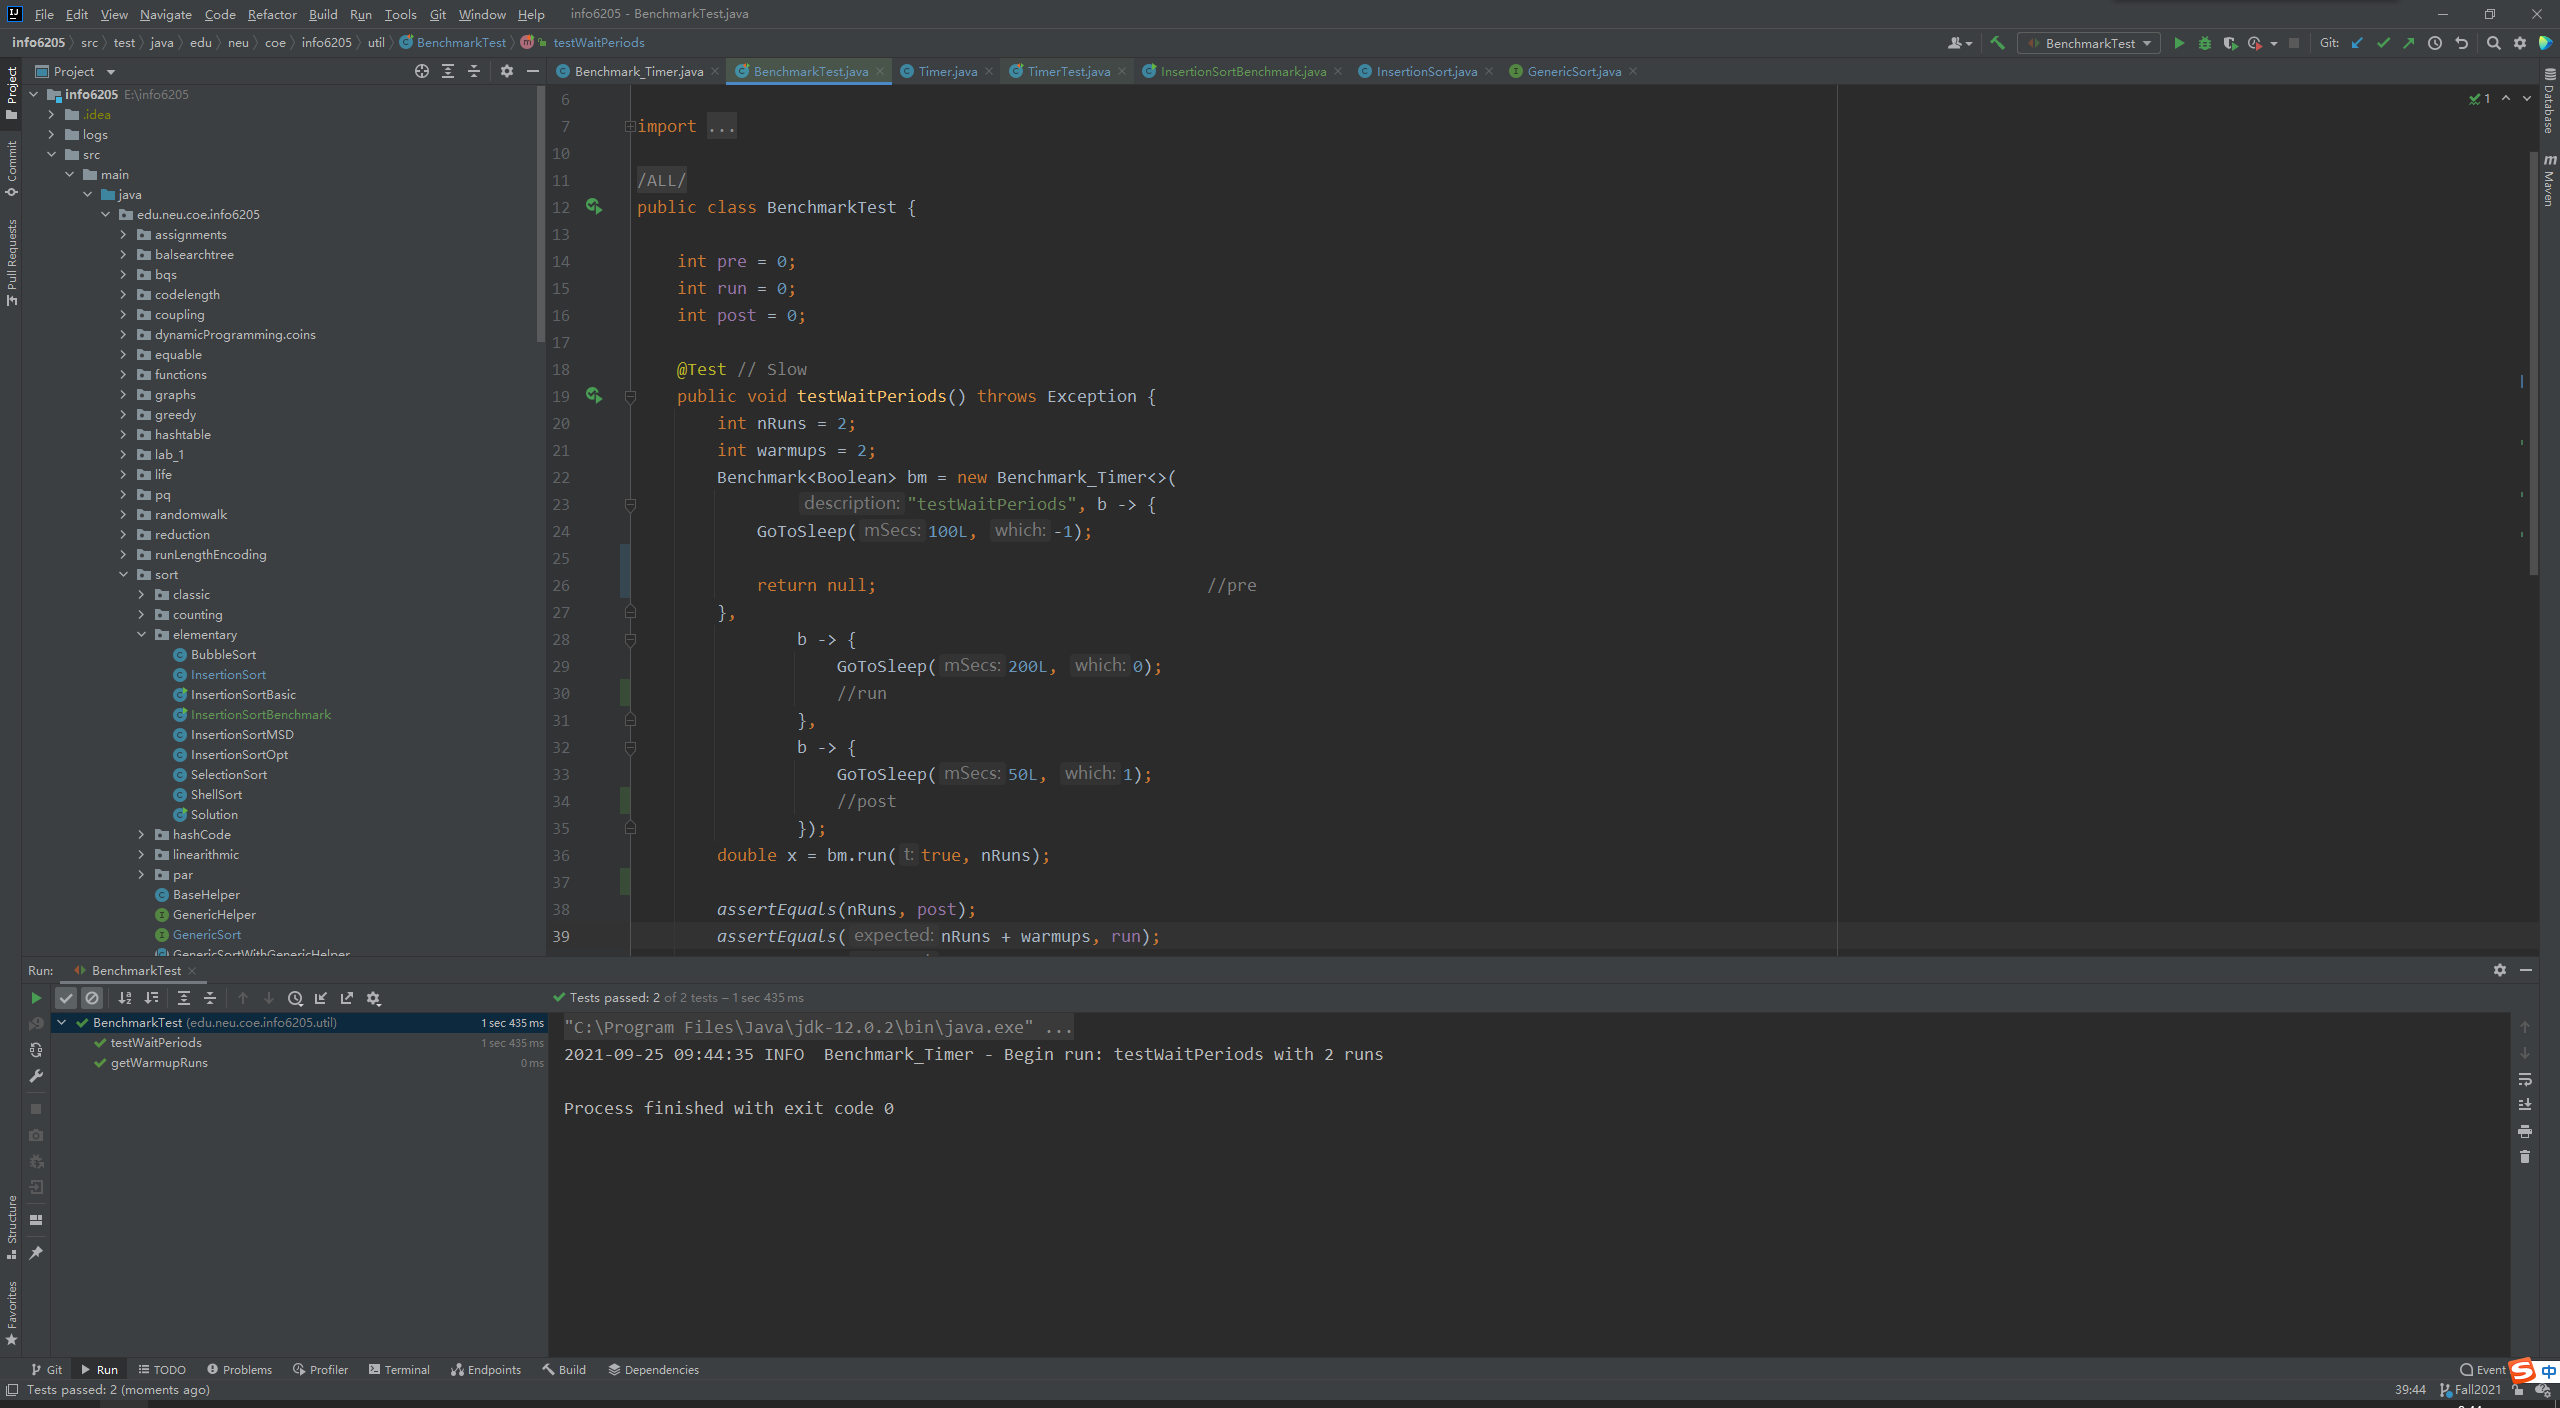 File Edit View Navigate Code Refactor Build Run Tools Git Window Help info6205 - BenchmarkTest.java
info6205 src test java edu neu coe info6205 util BenchmarkTest testWaitPeriods
BenchmarkTest Git:
Project
Benchmark_Timer.java BenchmarkTest.java Timer.java TimerTest.java InsertionSortBenchmark.java InsertionSort.java GenericSort.java
Project
Commit
Pull Requests
Structure
Favorites
Database
Maven
info6205 E:\info6205
.idea
logs
src
main
java
edu.neu.coe.info6205
assignments
balsearchtree
bqs
codelength
coupling
dynamicProgramming.coins
equable
functions
graphs
greedy
hashtable
lab_1
life
pq
randomwalk
reduction
runLengthEncoding
sort
classic
counting
elementary
BubbleSort
InsertionSort
InsertionSortBasic
InsertionSortBenchmark
InsertionSortMSD
InsertionSortOpt
SelectionSort
ShellSort
Solution
hashCode
linearithmic
par
BaseHelper
GenericHelper
GenericSort
GenericSortWithGenericHelper
1
6
7 import ...
10
11 /ALL/
12 public class BenchmarkTest {
13
14 int pre = 0;
15 int run = 0;
16 int post = 0;
17
18 @Test // Slow
19 public void testWaitPeriods() throws Exception {
20 int nRuns = 2;
21 int warmups = 2;
22 Benchmark<Boolean> bm = new Benchmark_Timer<>(
23 description: "testWaitPeriods", b -> {
24 GoToSleep( mSecs: 100L, which: -1);
25
26 return null; //pre
27 },
28 b -> {
29 GoToSleep( mSecs: 200L, which: 0);
30 //run
31 },
32 b -> {
33 GoToSleep( mSecs: 50L, which: 1);
34 //post
35 });
36 double x = bm.run( t: true, nRuns);
37
38 assertEquals(nRuns, post);
39 assertEquals( expected: nRuns + warmups, run);
Run: BenchmarkTest
Tests passed: 2 of 2 tests – 1 sec 435 ms
BenchmarkTest (edu.neu.coe.info6205.util) 1 sec 435 ms
testWaitPeriods 1 sec 435 ms
getWarmupRuns 0 ms
"C:\Program Files\Java\jdk-12.0.2\bin\java.exe" ...
2021-09-25 09:44:35 INFO  Benchmark_Timer - Begin run: testWaitPeriods with 2 runs
Process finished with exit code 0
Git Run TODO Problems Profiler Terminal Endpoints Build Dependencies Event
中
Tests passed: 2 (moments ago) 39:44 Fall2021